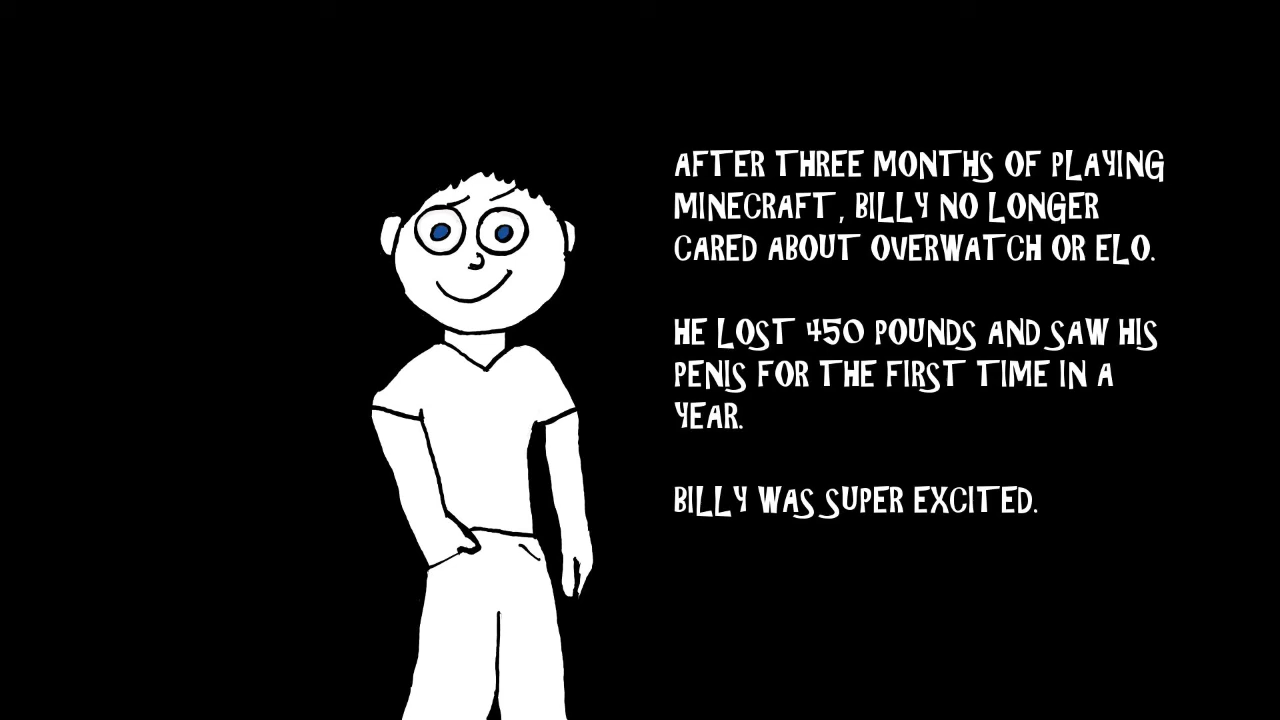 AFTER THREE MONTHS OF PLAYING
MINECRAFT, BILLY NO LONGER
CARED ABOUT OVERWATCH OR ELO.
HE LOST 450 POUNDS AND SAW HIS
PENIS FOR THE FIRST TIME IN A
YEAR.
BILLY WAS SUPER EXCITED.